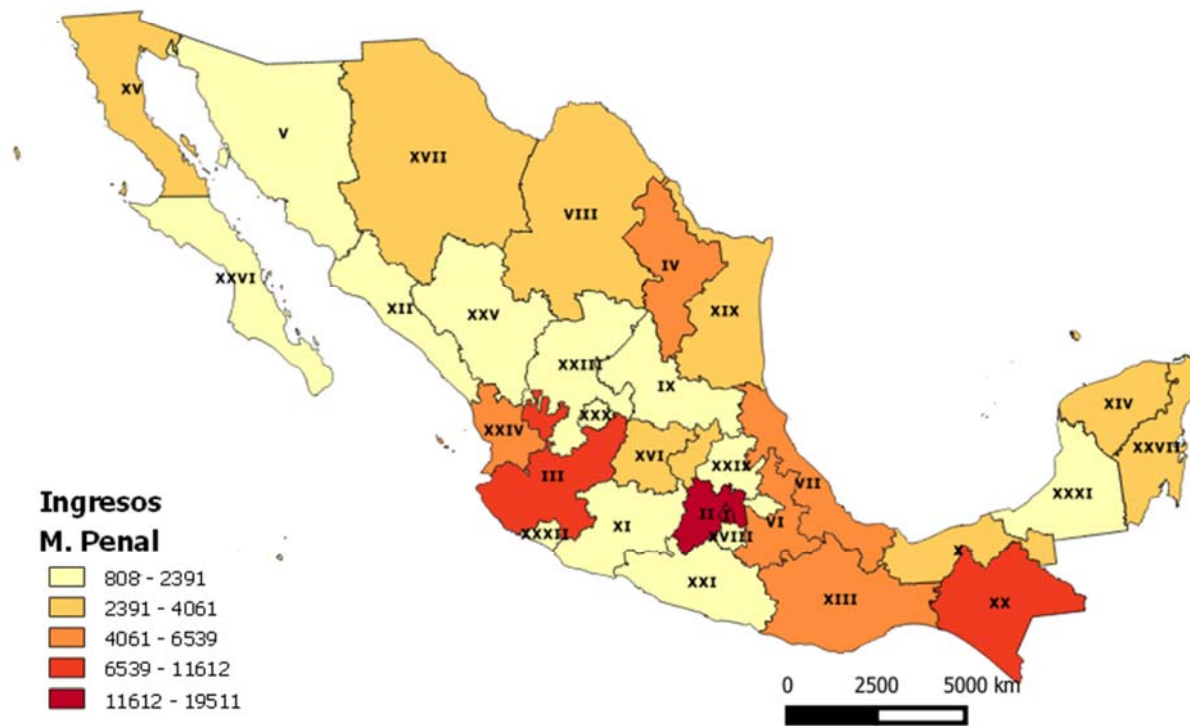 XV
V
XVII
VIII
IV
XXVI
XII
XXV
XIX
XXIII
IX
XXX
XXIV
XVI
XXIX
VII
III
II
I
VI
XI
XVIII
XXXII
XXI
XIII
X
XX
XIV
XXVII
XXXI
Ingresos
M. Penal
808 - 2391
2391 - 4061
4061 - 6539
6539 - 11612
11612 - 19511
0 2500 5000 km